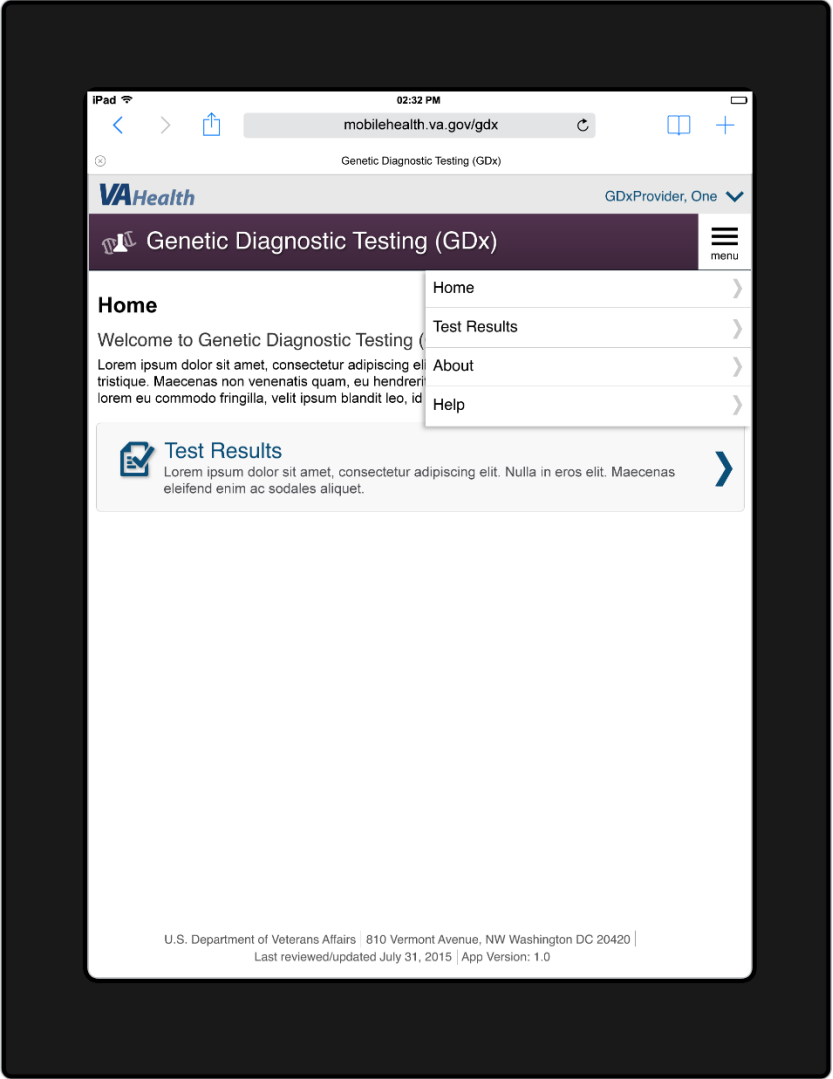 iPad
02:32 PM
mobilehealth.va.gov/gdx
Genetic Diagnostic Testing (GDx)
VA Health
GDxProvider, One
Genetic Diagnostic Testing (GDx)
menu
Home
Test Results
About
Help
Home
Welcome to Genetic Diagnostic Testing (
Lorem ipsum dolor sit amet, consectetur adipiscing eli
tristique. Maecenas non venenatis quam, eu hendrerit
lorem eu commodo fringilla, velit ipsum blandit leo, id
Test Results
Lorem ipsum dolor sit amet, consectetur adipiscing elit. Nulla in eros elit. Maecenas
eleifend enim ac sodales aliquet.
U.S. Department of Veterans Affairs | 810 Vermont Avenue, NW Washington DC 20420 |
Last reviewed/updated July 31, 2015 | App Version: 1.0